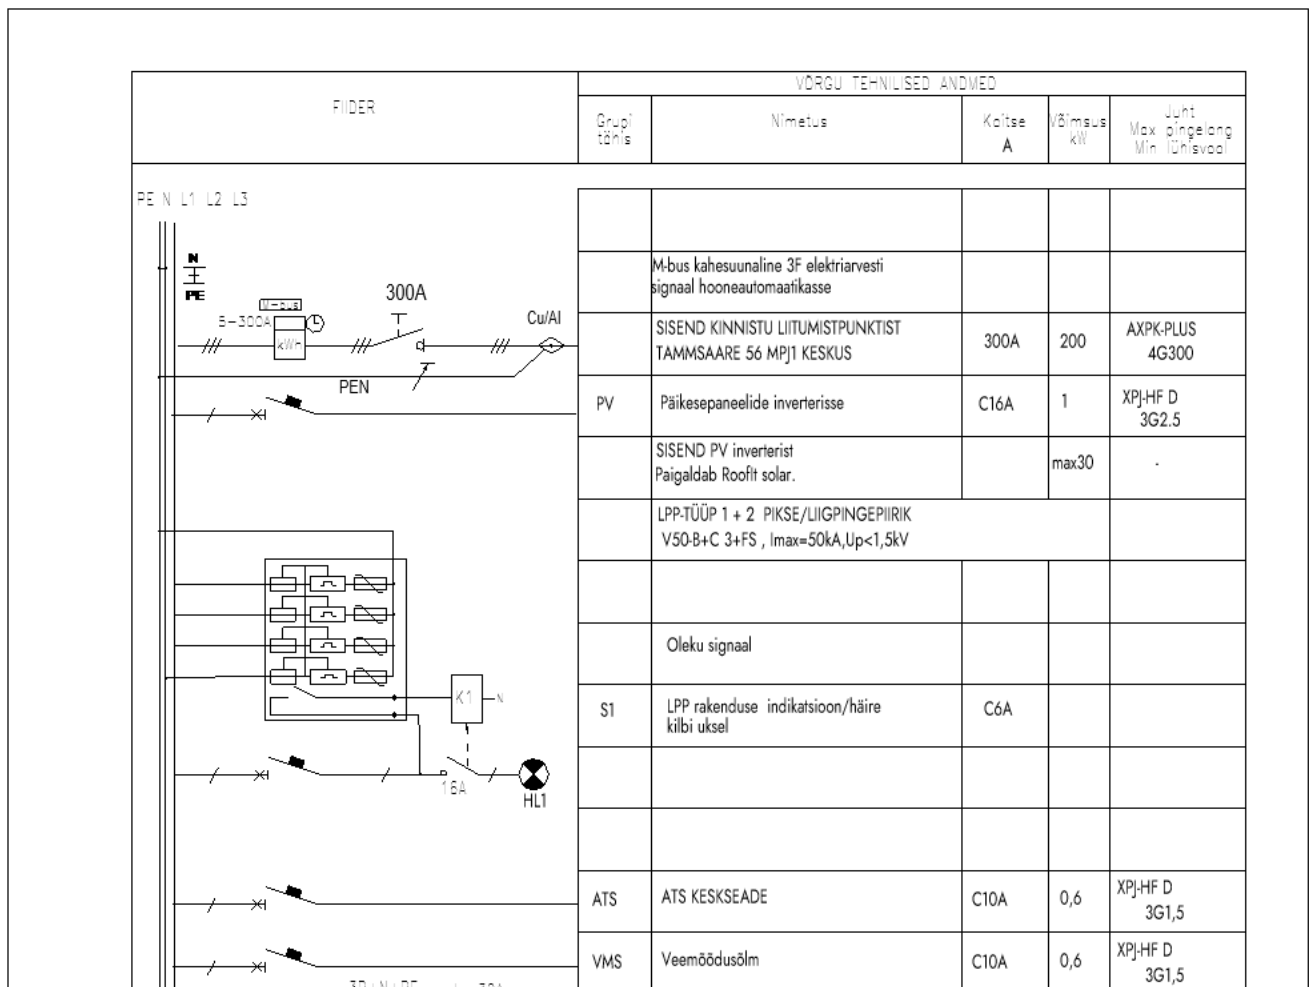 FIIDER
VÕRGU TEHNILISED ANDMED
Grupi
tähis
Nimetus
Kaitse
A
Võimsus
kW
Juht
Max pingelang
Min lühisvool
PE N L1 L2 L3
N
PE
M-bus
5-300A
kWh
300A
Cu/Al
PEN
M-bus kahesuunaline 3F elektriarvesti
signaal hooneautomaatikasse
SISEND KINNISTU LIITUMISTPUNKTIST
TAMMSAARE 56 MPJ1 KESKUS
300A
200
AXPK-PLUS
4G300
PV
Päikesepaneelide inverterisse
C16A
1
XPJ-HF D
3G2.5
SISEND PV inverterist
Paigaldab RoofIt solar.
max30
-
LPP-TÜÜP 1 + 2 PIKSE/LIIGPINGEPIIRIK
V50-B+C 3+FS , Imax=50kA,Up<1,5kV
Oleku signaal
K1
N
S1
LPP rakenduse indikatsioon/häire
kilbi uksel
C6A
16A
HL1
ATS
ATS KESKSEADE
C10A
0,6
XPJ-HF D
3G1,5
VMS
Veemõõdusõlm
C10A
0,6
XPJ-HF D
3G1,5